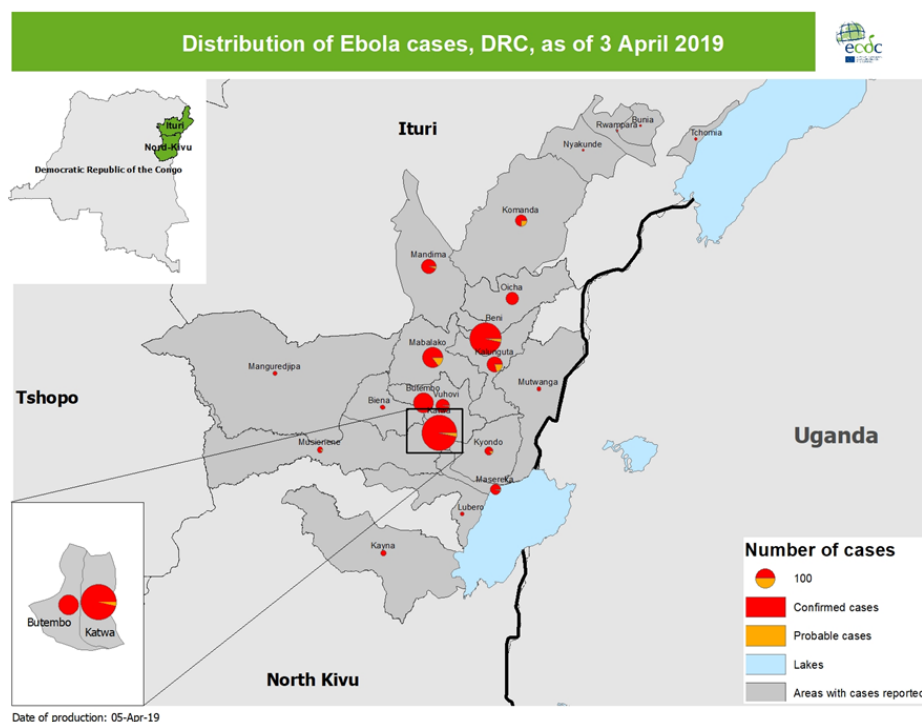 Distribution of Ebola cases, DRC, as of 3 April 2019
ecdc
Ituri
Nord-Kivu
Democratic Republic of the Congo
Ituri
Bunia
Rwampara
Tchomia
Nyakunde
Komanda
Mandima
Oicha
Beni
Mabalako
Kalunguta
Manguredjipa
Mutwanga
Butembo
Vuhovi
Biena
Katwa
Tshopo
Uganda
Musienene
Kyondo
Masereka
Lubero
Kayna
Butembo
Katwa
North Kivu
Number of cases
100
Confirmed cases
Probable cases
Lakes
Areas with cases reported
Date of production: 05-Apr-19